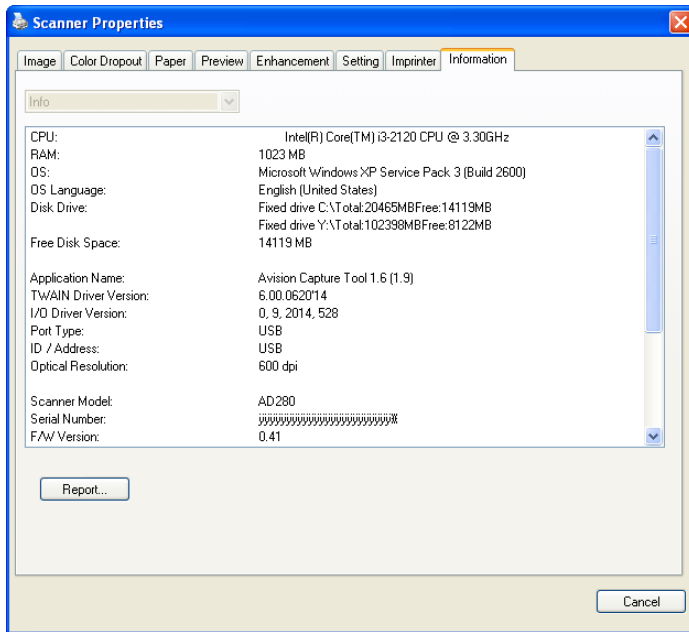 Scanner Properties
Image Color Dropout Paper Preview Enhancement Setting Imprinter Information
Info
CPU: Intel(R) Core(TM) i3-2120 CPU @ 3.30GHz
RAM: 1023 MB
OS: Microsoft Windows XP Service Pack 3 (Build 2600)
OS Language: English (United States)
Disk Drive: Fixed drive C:\Total:20465MBFree:14119MB
Fixed drive Y:\Total:102398MBFree:8122MB
Free Disk Space: 14119 MB
Application Name: Avision Capture Tool 1.6 (1.9)
TWAIN Driver Version: 6.00.0620'14
I/O Driver Version: 0, 9, 2014, 528
Port Type: USB
ID / Address: USB
Optical Resolution: 600 dpi
Scanner Model: AD280
Serial Number:
F/W Version: 0.41
Report...
Cancel